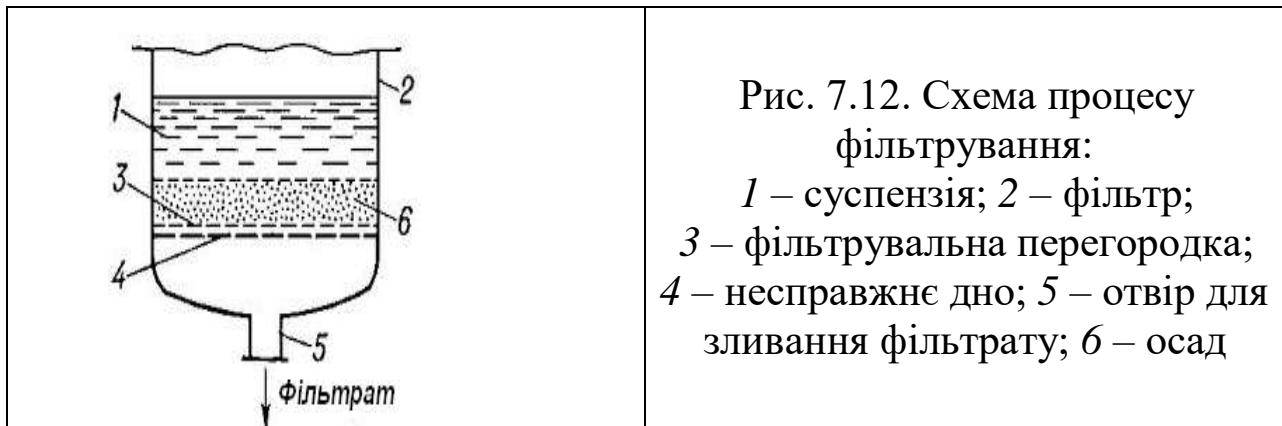 1
2
3
6
4
5
Фільтрат
Рис. 7.12. Схема процесу
фільтрування:
1 – суспензія; 2 – фільтр;
3 – фільтрувальна перегородка;
4 – несправжнє дно; 5 – отвір для
зливання фільтрату; 6 – осад